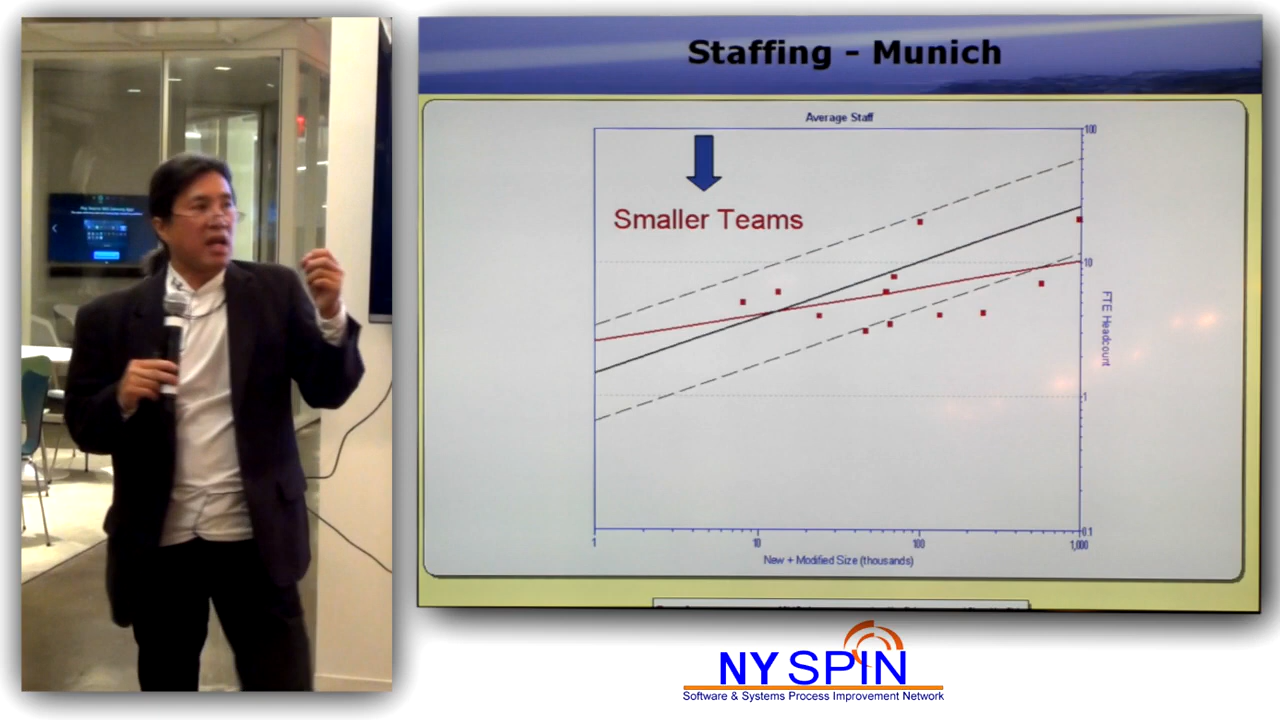 Staffing - Munich
Average Staff
Smaller Teams
100
10
1
0.1
FTE Headcount
1
10
100
1,000
New + Modified Size (thousands)
NY SPIN
Software & Systems Process Improvement Network